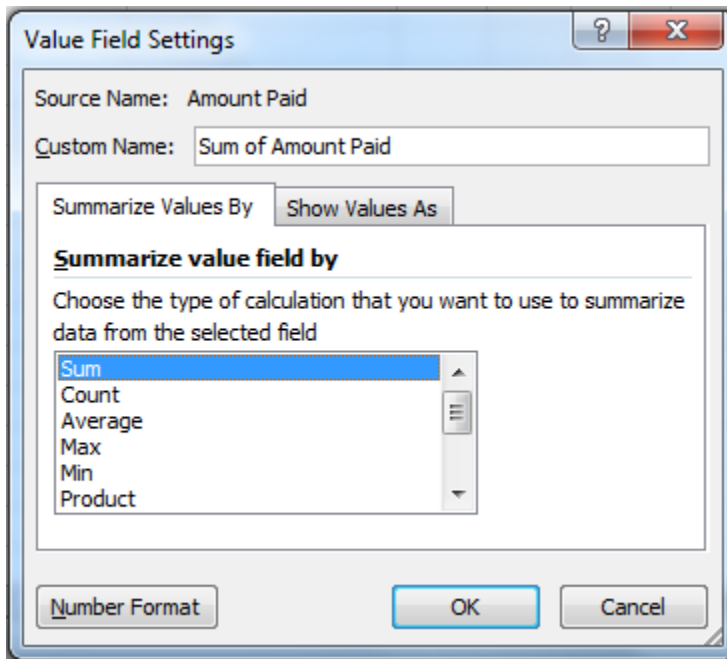 Value Field Settings
Source Name: Amount Paid
Custom Name: Sum of Amount Paid
Summarize Values By Show Values As
Summarize value field by
Choose the type of calculation that you want to use to summarize
data from the selected field
Sum
Count
Average
Max
Min
Product
Number Format OK Cancel